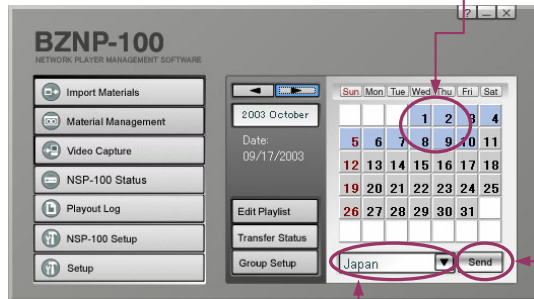 ? _ X
BZNP-100
NETWORK PLAYER MANAGEMENT SOFTWARE
Import Materials
Material Management
Video Capture
NSP-100 Status
Playout Log
NSP-100 Setup
Setup
2003 October
Date:
09/17/2003
Edit Playlist
Transfer Status
Group Setup
Sun Mon Tue Wed Thu Fri Sat
1 2 3 4
5 6 7 8 9 10 11
12 13 14 15 16 17 18
19 20 21 22 23 24 25
26 27 28 29 30 31
Japan
Send